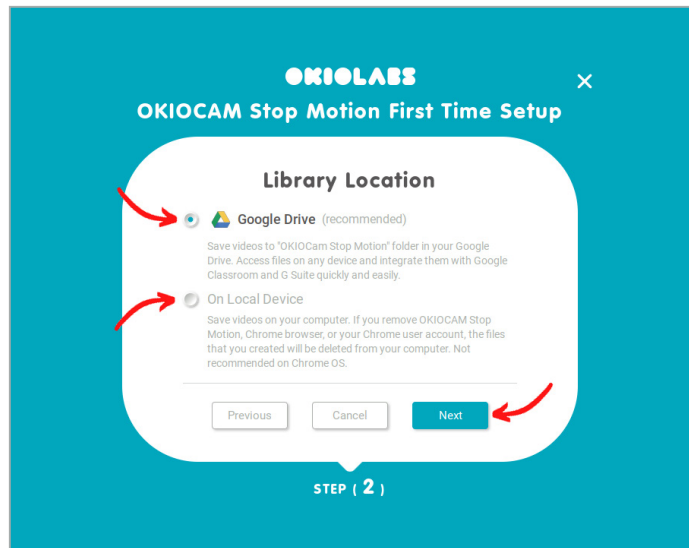 OKIOLABS
OKIOCAM Stop Motion First Time Setup
Library Location
Google Drive (recommended)
Save videos to "OKIOCam Stop Motion" folder in your Google
Drive. Access files on any device and integrate them with Google
Classroom and G Suite quickly and easily.
On Local Device
Save videos on your computer. If you remove OKIOCAM Stop
Motion, Chrome browser, or your Chrome user account, the files
that you created will be deleted from your computer. Not
recommended on Chrome OS.
Previous Cancel Next
STEP ( 2 )